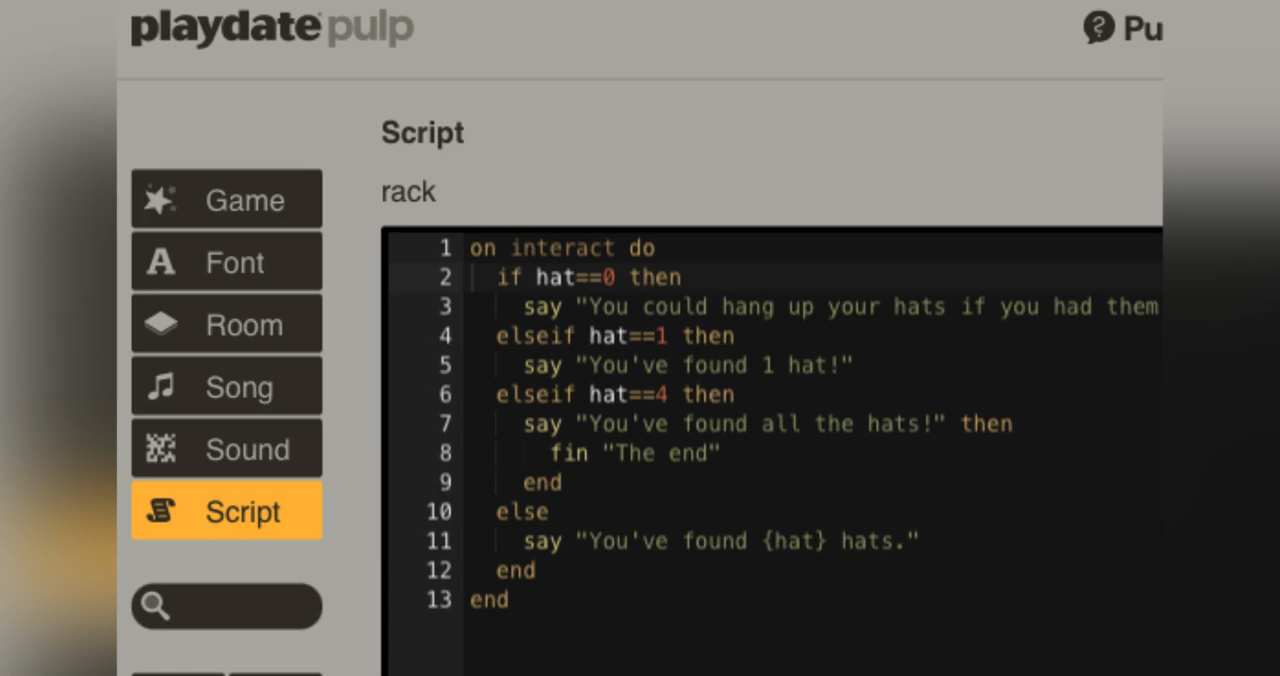 playdate pulp
Pu
Script
rack
Game
Font
Room
Song
Sound
Script
1 on interact do
2 if hat==0 then
3 say "You could hang up your hats if you had them
4 elseif hat==1 then
5 say "You've found 1 hat!"
6 elseif hat==4 then
7 say "You've found all the hats!" then
8 fin "The end"
9 end
10 else
11 say "You've found {hat} hats."
12 end
13 end